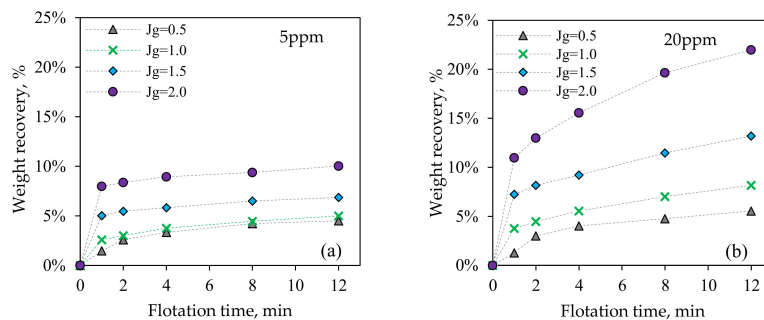 25%
20%
15%
10%
5%
0%
Weight recovery, %
5ppm
Jg=0.5
Jg=1.0
Jg=1.5
Jg=2.0
(a)
0 2 4 6 8 10 12
Flotation time, min
25%
20%
15%
10%
5%
0%
Weight recovery, %
20ppm
Jg=0.5
Jg=1.0
Jg=1.5
Jg=2.0
(b)
0 2 4 6 8 10 12
Flotation time, min